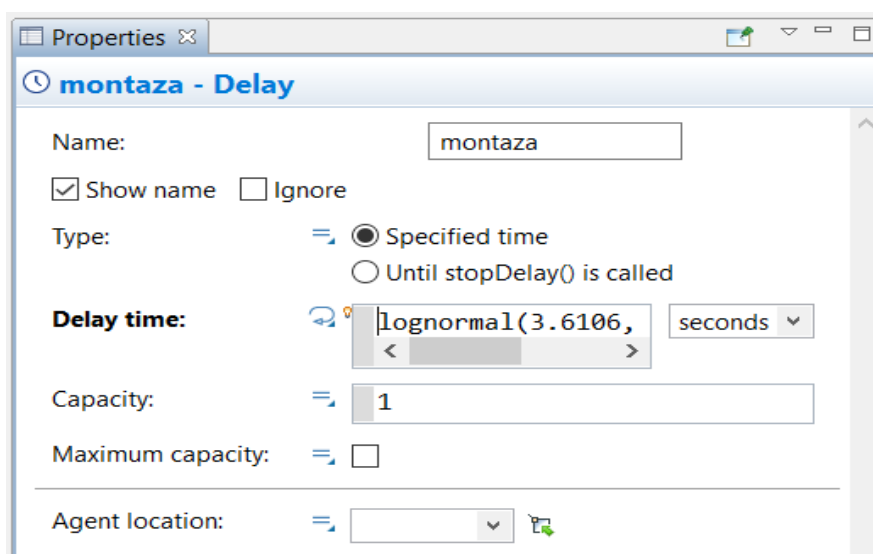 Properties
montaza - Delay
Name: montaza
Show name Ignore
Type: Specified time
Until stopDelay() is called
Delay time: lognormal(3.6106, seconds
Capacity: 1
Maximum capacity:
Agent location: